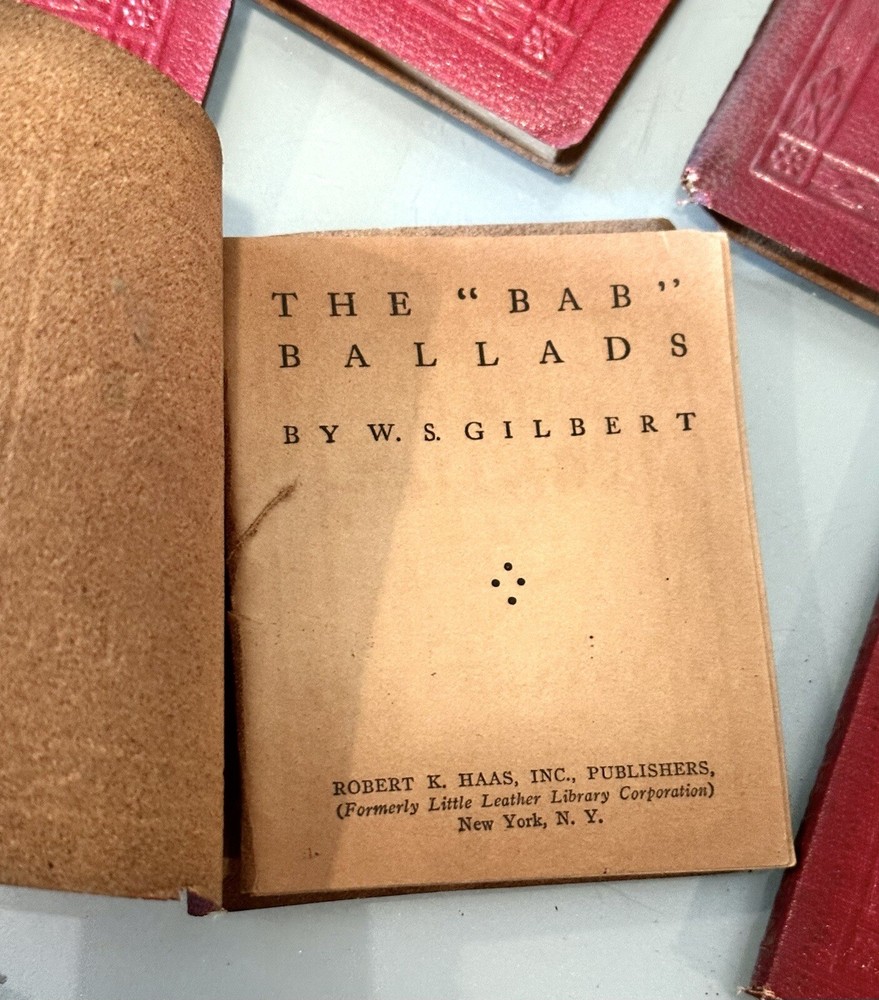 THE “BAB”
BALLADS
BY W. S. GILBERT
ROBERT K. HAAS, INC., PUBLISHERS,
(Formerly Little Leather Library Corporation)
New York, N. Y.